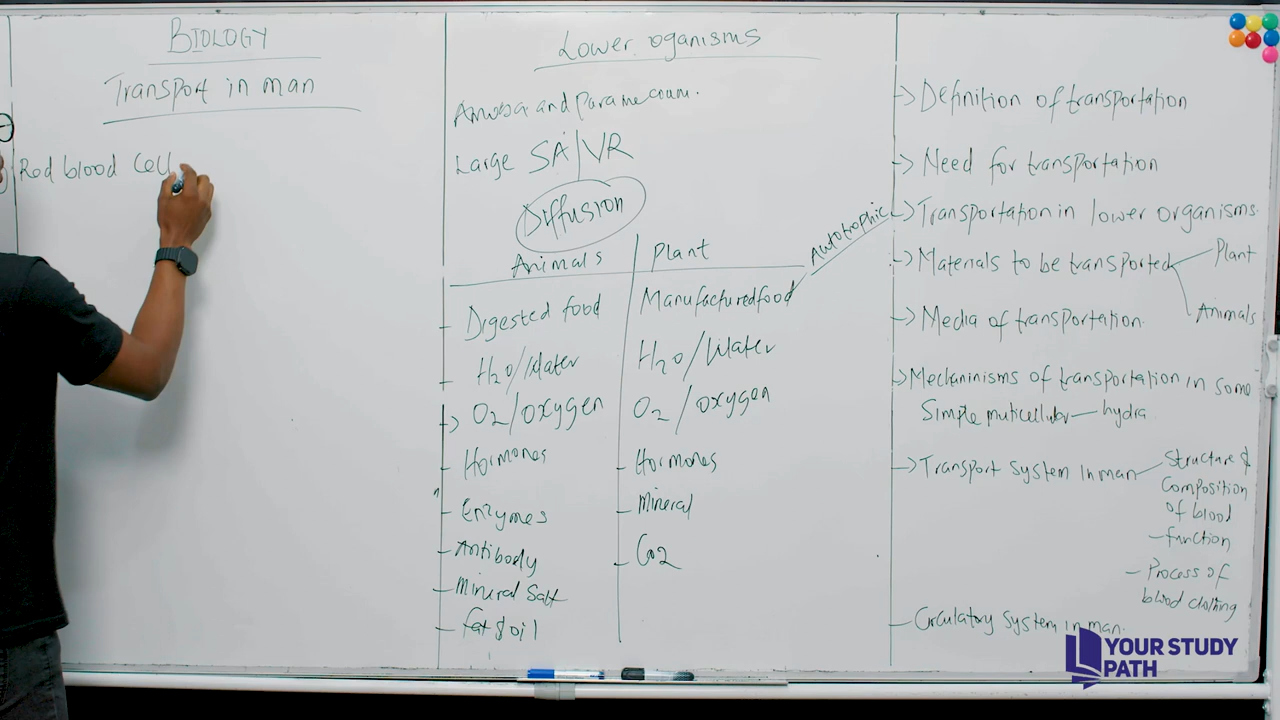 BIOLOGY
Transport in man
Red blood Cell
Lower oganisms
Amoeba and Paramecium.
Large SA/VR
Diffusion
Animals
Plant
Digested food
Manufacturedfood
Autotrophic
H2O/Water
H2O/Water
O2/Oxygen
O2/Oxygen
Hormones
Hormones
Enzymes
Mineral
Antibody
CO2
Mineral Salt
Fat & oil
-> Definition of transportation
-> Need for transportation
-> Transportation in lower organisms.
-> Materials to be transported
Plant
Animals
-> Media of transportation.
-> Mechaninisms of transportation in some
Simple muticellular — hydra
-> Transport system in man
Structure &
Composition
of blood
- function
- Process of
blood clotting
- Circulatory System in man.
YOUR STUDY
PATH